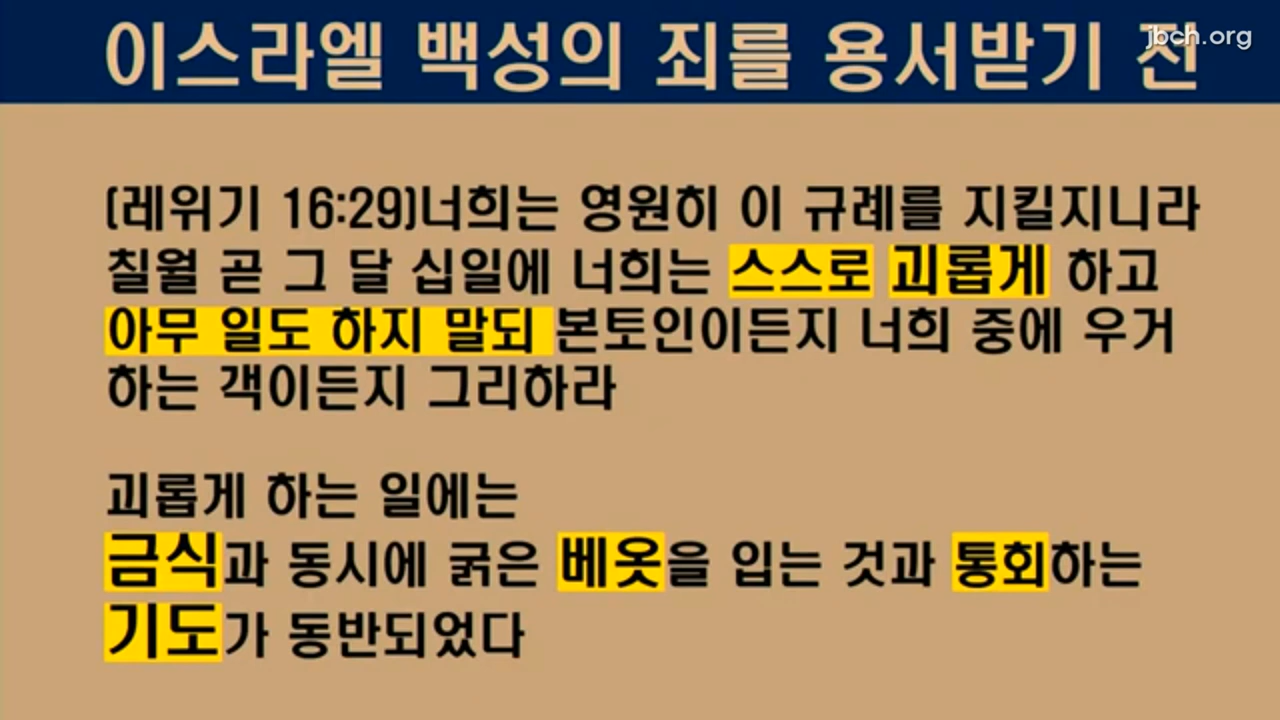 이스라엘 백성의 죄를 용서받기 전
jbch.org
(레위기 16:29)너희는 영원히 이 규례를 지킬지니라
칠월 곧 그 달 십일에 너희는 스스로 괴롭게 하고
아무 일도 하지 말되 본토인이든지 너희 중에 우거
하는 객이든지 그리하라
괴롭게 하는 일에는
금식과 동시에 굵은 베옷을 입는 것과 통회하는
기도가 동반되었다